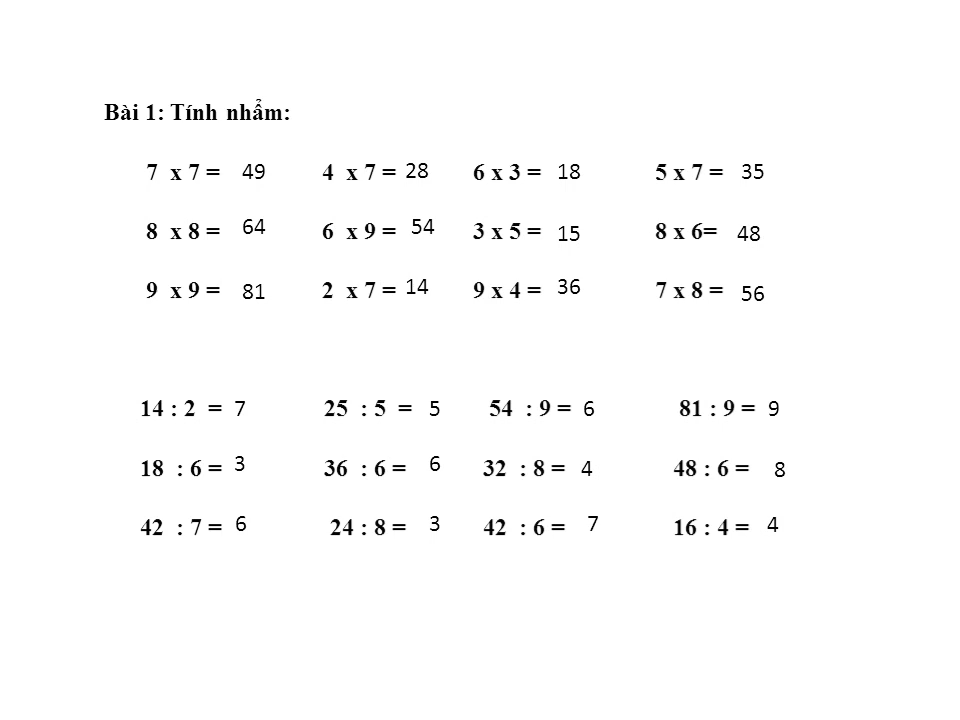 Bài 1: Tính nhẩm:
7 x 7 = 49 4 x 7 = 28 6 x 3 = 18 5 x 7 = 35
8 x 8 = 64 6 x 9 = 54 3 x 5 = 15 8 x 6= 48
9 x 9 = 81 2 x 7 = 14 9 x 4 = 36 7 x 8 = 56
14 : 2 = 7 25 : 5 = 5 54 : 9 = 6 81 : 9 = 9
18 : 6 = 3 36 : 6 = 6 32 : 8 = 4 48 : 6 = 8
42 : 7 = 6 24 : 8 = 3 42 : 6 = 7 16 : 4 = 4